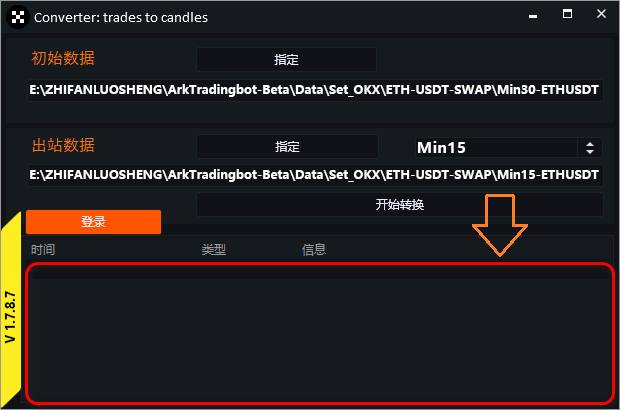 Converter: trades to candles
初始数据
指定
E:\ZHIFANLUOSHENG\ArkTradingbot-Beta\Data\Set_OKX\ETH-USDT-SWAP\Min30-ETHUSDT
出站数据
指定
Min15
E:\ZHIFANLUOSHENG\ArkTradingbot-Beta\Data\Set_OKX\ETH-USDT-SWAP\Min15-ETHUSDT
开始转换
登录
时间 类型 信息
V 1.7.8.7